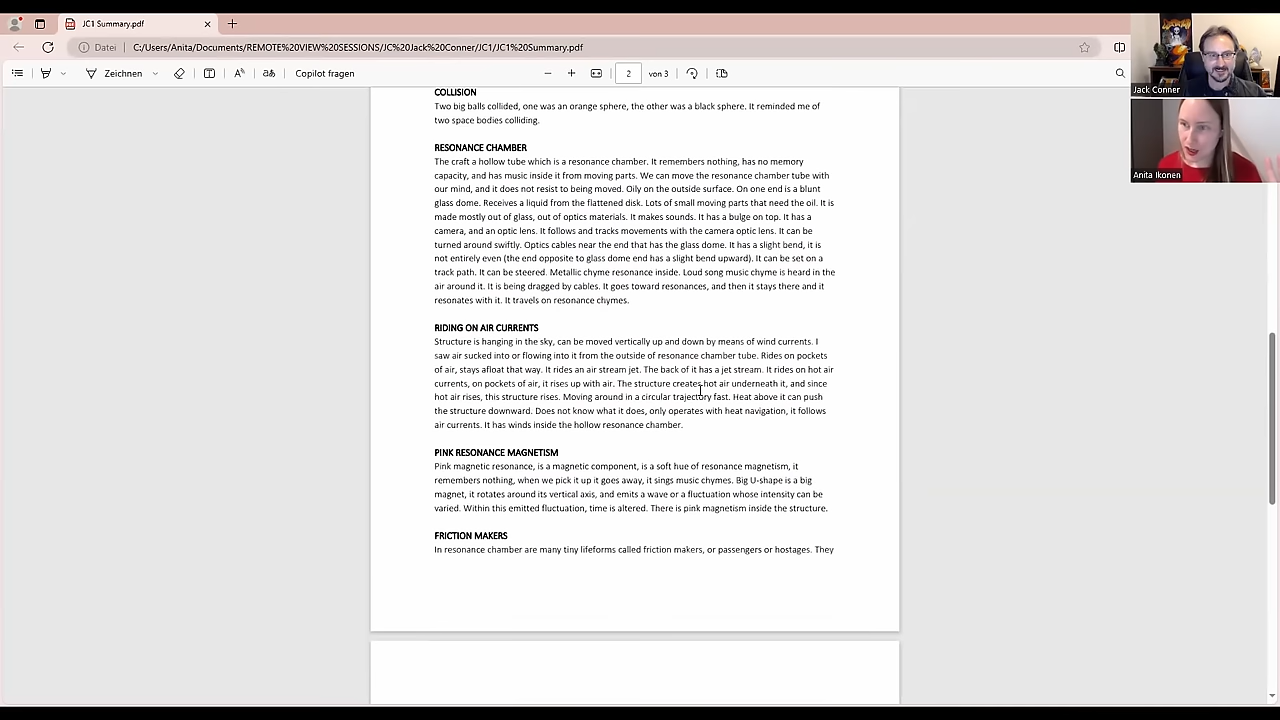 JC1 Summary.pdf
Datei
C:/Users/Anita/Documents/REMOTE%20VIEW%20SESSIONS/JC%20Jack%20Conner/JC1/JC1%20Summary.pdf
Zeichnen
Copilot fragen
2
von 3
Jack Conner
Anita Ikonen
COLLISION
Two big balls collided, one was an orange sphere, the other was a black sphere. It reminded me of
two space bodies colliding.
RESONANCE CHAMBER
The craft a hollow tube which is a resonance chamber. It remembers nothing, has no memory
capacity, and has music inside it from moving parts. We can move the resonance chamber tube with
our mind, and it does not resist to being moved. Oily on the outside surface. On one end is a blunt
glass dome. Receives a liquid from the flattened disk. Lots of small moving parts that need the oil. It is
made mostly out of glass, out of optics materials. It makes sounds. It has a bulge on top. It has a
camera, and an optic lens. It follows and tracks movements with the camera optic lens. It can be
turned around swiftly. Optics cables near the end that has the glass dome. It has a slight bend, it is
not entirely even (the end opposite to glass dome end has a slight bend upward). It can be set on a
track path. It can be steered. Metallic chyme resonance inside. Loud song music chyme is heard in the
air around it. It is being dragged by cables. It goes toward resonances, and then it stays there and it
resonates with it. It travels on resonance chymes.
RIDING ON AIR CURRENTS
Structure is hanging in the sky, can be moved vertically up and down by means of wind currents. I
saw air sucked into or flowing into it from the outside of resonance chamber tube. Rides on pockets
of air, stays afloat that way. It rides an air stream jet. The back of it has a jet stream. It rides on hot air
currents, on pockets of air, it rises up with air. The structure creates hot air underneath it, and since
hot air rises, this structure rises. Moving around in a circular trajectory fast. Heat above it can push
the structure downward. Does not know what it does, only operates with heat navigation, it follows
air currents. It has winds inside the hollow resonance chamber.
PINK RESONANCE MAGNETISM
Pink magnetic resonance, is a magnetic component, is a soft hue of resonance magnetism, it
remembers nothing, when we pick it up it goes away, it sings music chymes. Big U-shape is a big
magnet, it rotates around its vertical axis, and emits a wave or a fluctuation whose intensity can be
varied. Within this emitted fluctuation, time is altered. There is pink magnetism inside the structure.
FRICTION MAKERS
In resonance chamber are many tiny lifeforms called friction makers, or passengers or hostages. They